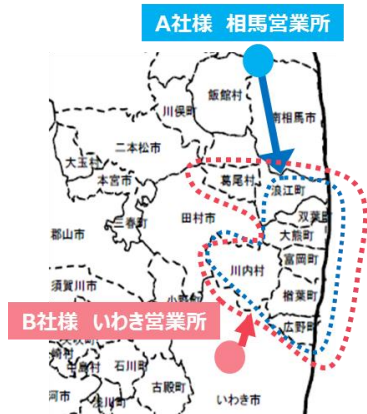 A社様 相馬営業所
飯館村
川俣町
南相馬市
二本松市
大玉村
本宮市
葛尾村
浪江町
双葉町
三春町
田村市
大熊町
郡山市
富岡町
川内村
須賀川市
楢葉町
小野町
B社様 いわき営業所
広野町
石川町
古殿町
いわき市
浅川町